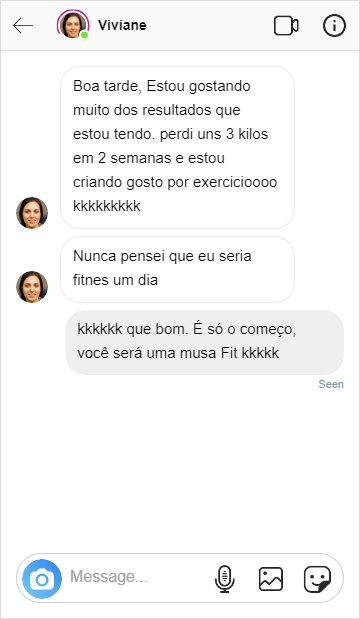 Viviane
Boa tarde, Estou gostando
muito dos resultados que
estou tendo. perdi uns 3 kilos
em 2 semanas e estou
criando gosto por exercicioooo
kkkkkkkkk
Nunca pensei que eu seria
fitnes um dia
kkkkkk que bom. É só o começo,
você será uma musa Fit kkkkk
Seen
Message...